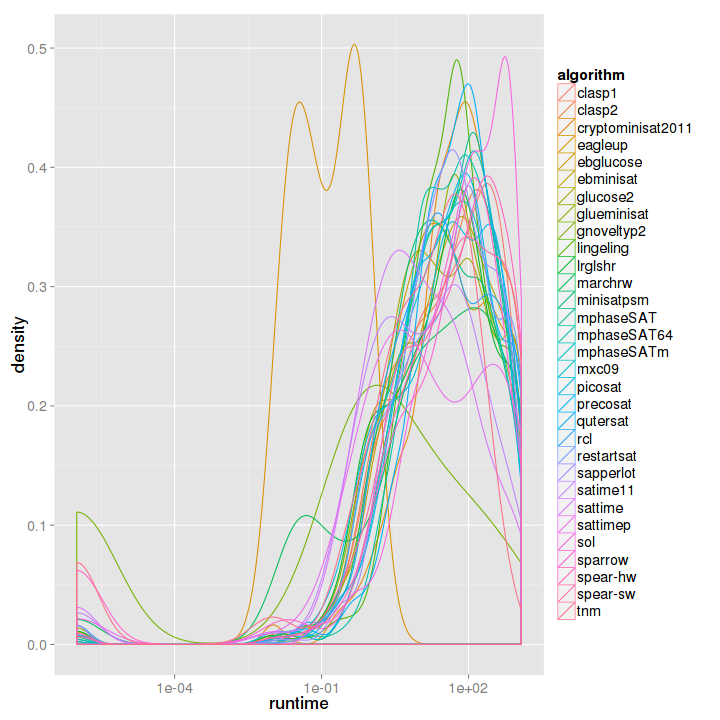 density
0.5
0.4
0.3
0.2
0.1
0.0
1e-04
1e-01
1e+02
runtime
algorithm
clasp1
clasp2
cryptominisat2011
eagleup
ebglucose
ebminisat
glucose2
glueminisat
gnoveltyp2
lingeling
lrglshr
marchrw
minisatpsm
mphaseSAT
mphaseSAT64
mphaseSATm
mxc09
picosat
precosat
qutersat
rcl
restartsat
sapperlot
satime11
sattime
sattimep
sol
sparrow
spear-hw
spear-sw
tnm